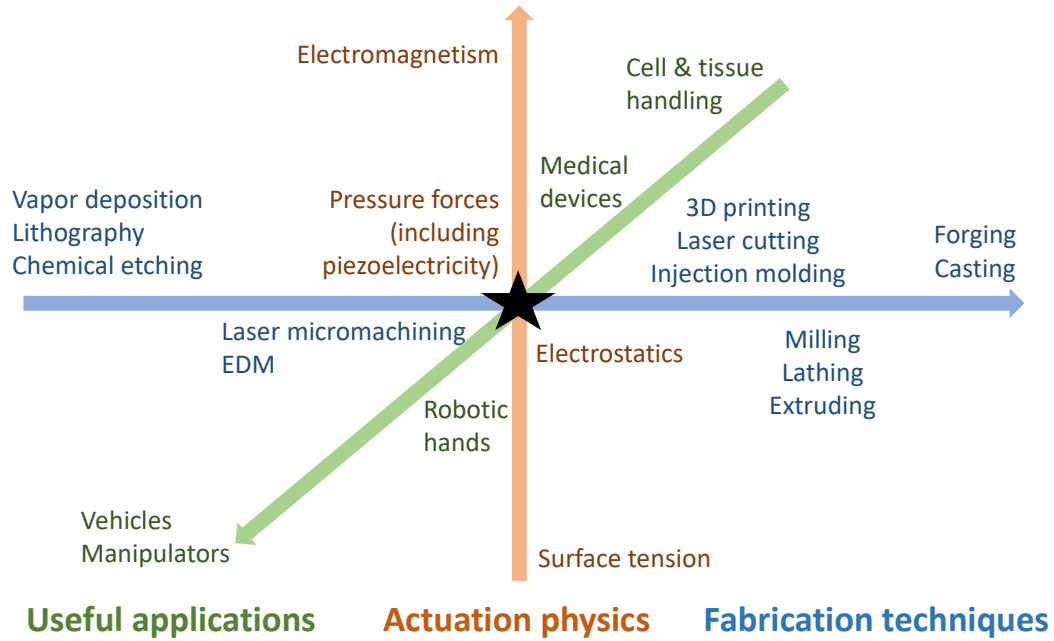 Electromagnetism
Cell & tissue
handling
Medical
devices
Vapor deposition
Lithography
Chemical etching
Pressure forces
(including
piezoelectricity)
3D printing
Laser cutting
Injection molding
Forging
Casting
Laser micromachining
EDM
Electrostatics
Milling
Lathing
Extruding
Robotic
hands
Vehicles
Manipulators
Surface tension
Useful applications
Actuation physics
Fabrication techniques